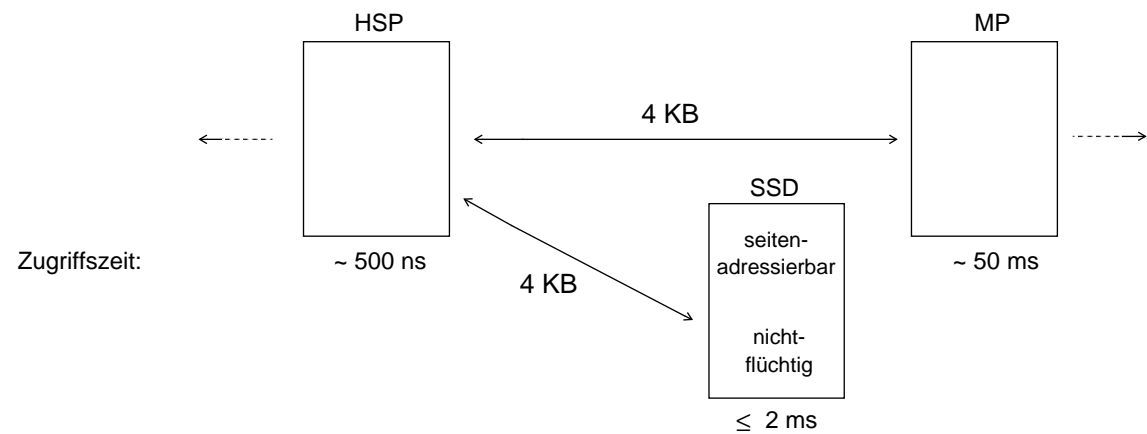 HSP
MP
4 KB
SSD
seiten-
adressierbar
Zugriffszeit:
~ 500 ns
~ 50 ms
4 KB
nicht-
flüchtig
≤ 2 ms